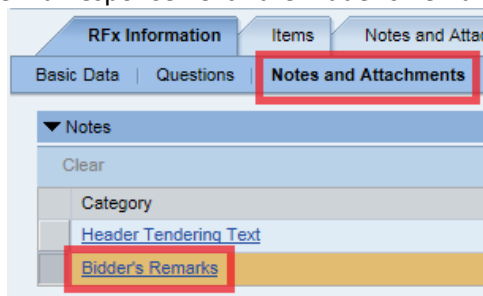 RFx Information Items Notes and Attac
Basic Data | Questions | Notes and Attachments
Notes
Clear
Category
Header Tendering Text
Bidder's Remarks